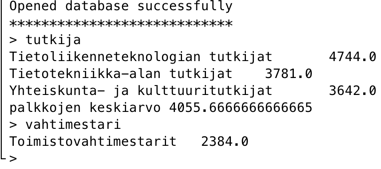 Opened database successfully
****************************
> tutkija
Tietoliikenneteknologian tutkijat 4744.0
Tietotekniikka-alan tutkijat 3781.0
Yhteiskunta- ja kulttuuritutkijat 3642.0
palkkojen keskiarvo 4055.6666666666665
> vahtimestari
Toimistovahtimestarit 2384.0
>